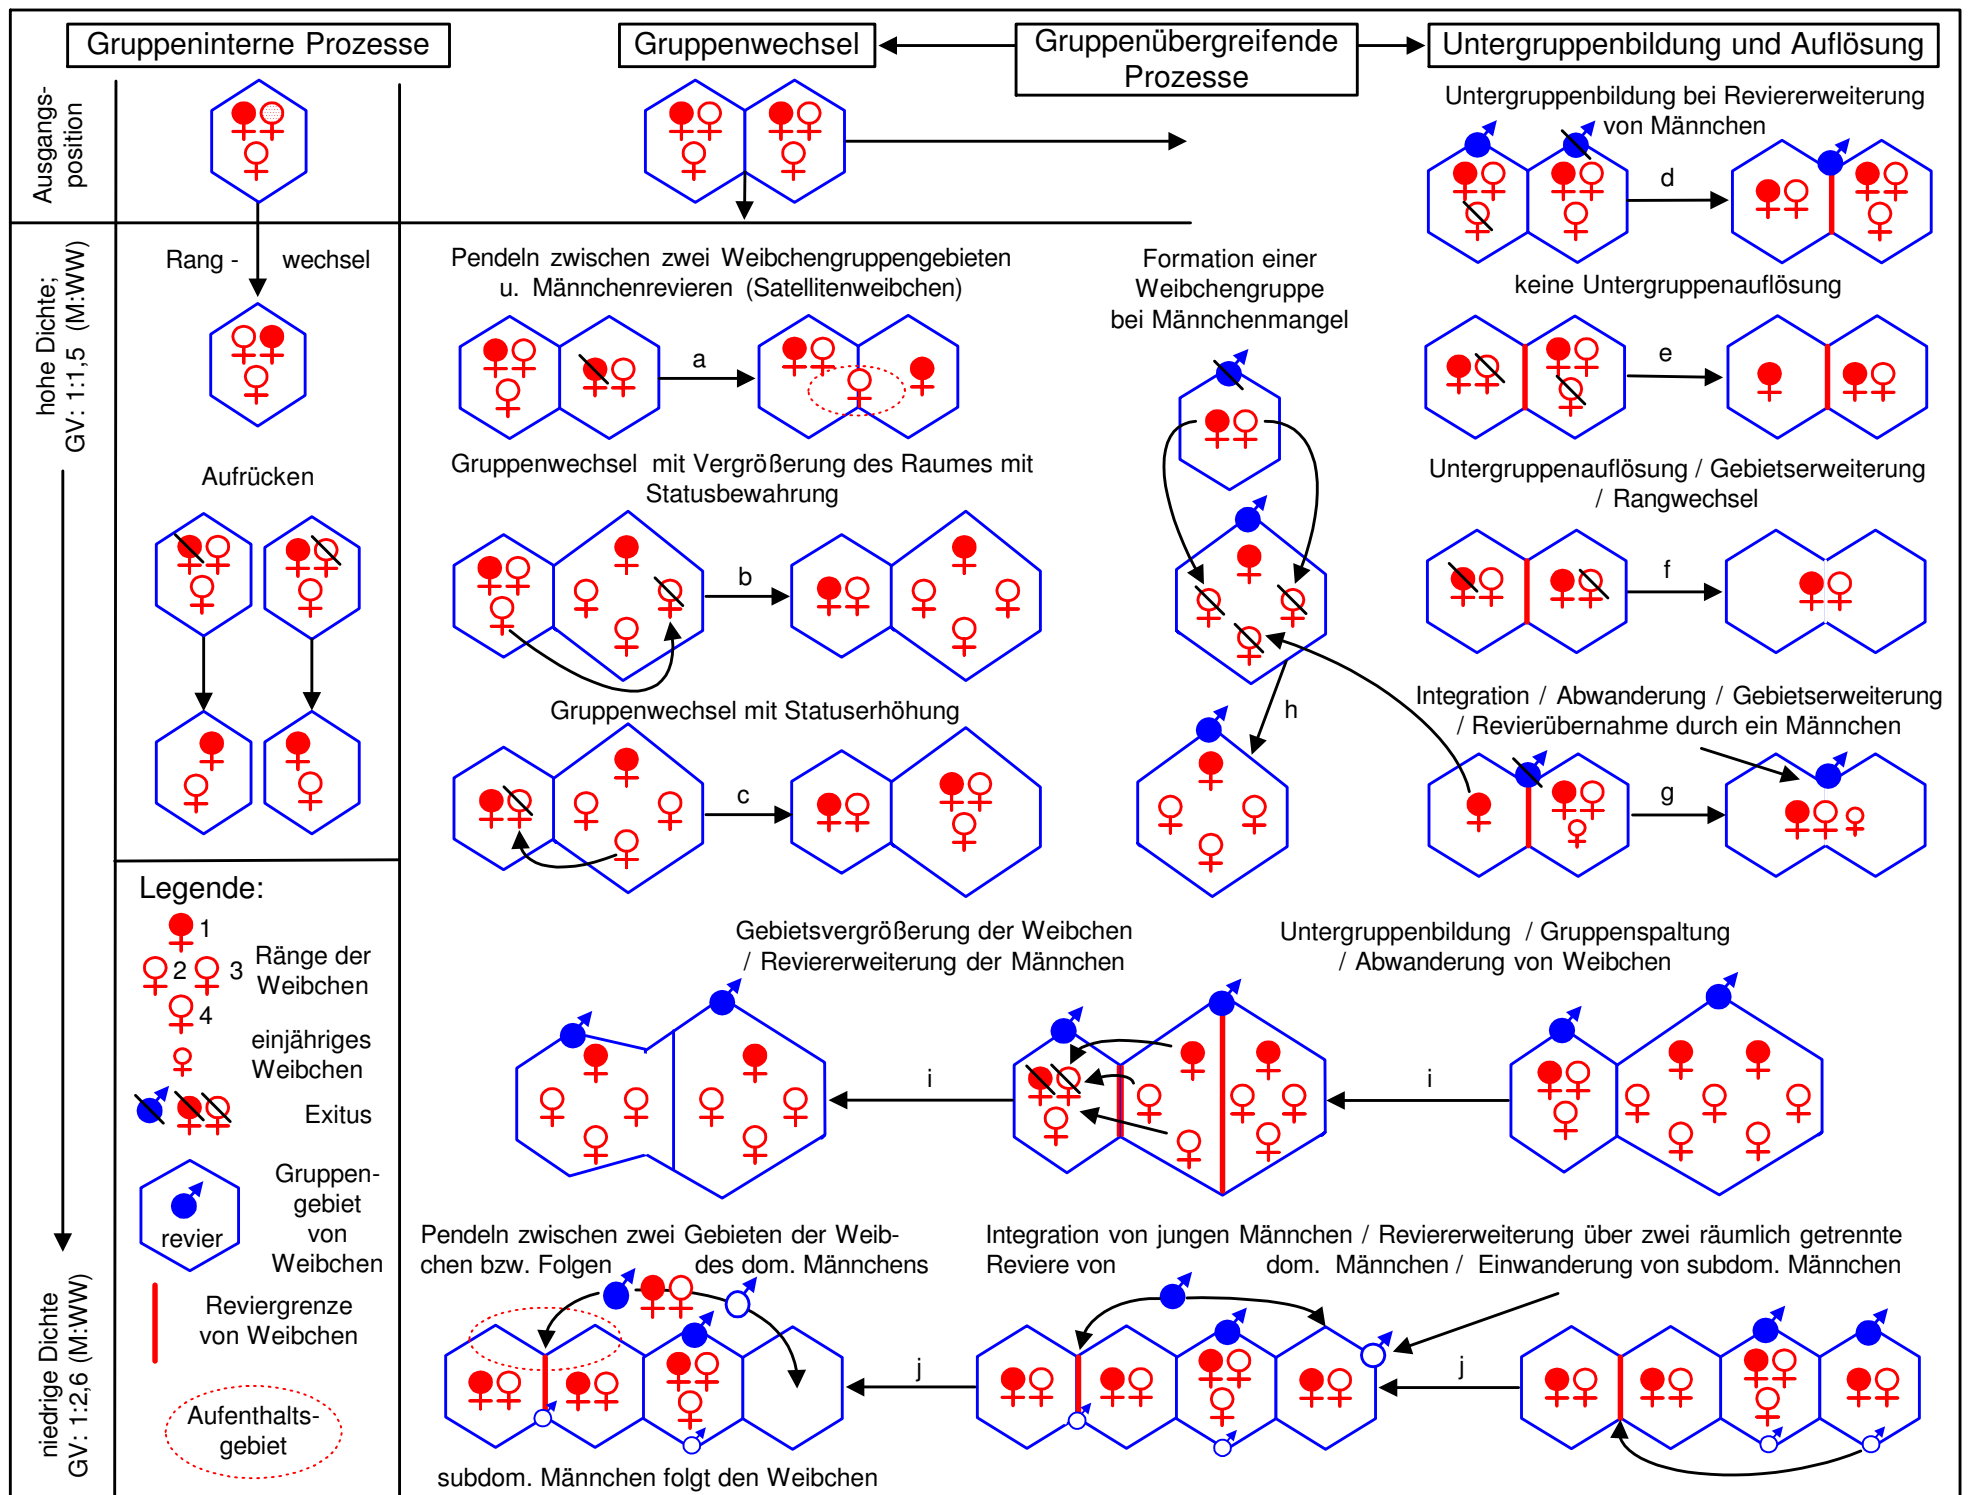 Gruppeninterne Prozesse
Gruppenwechsel
Gruppenübergreifende
Prozesse
Untergruppenbildung und Auflösung
Ausgangs-
position
Untergruppenbildung bei Reviererweiterung
von Männchen
d
hohe Dichte;
GV: 1:1,5 (M:WW)
Rang - wechsel
Aufrücken
Pendeln zwischen zwei Weibchengruppengebieten
u. Männchenrevieren (Satellitenweibchen)
a
Gruppenwechsel mit Vergrößerung des Raumes mit
Statusbewahrung
b
Gruppenwechsel mit Statuserhöhung
c
Formation einer
Weibchengruppe
bei Männchenmangel
h
keine Untergruppenauflösung
e
Untergruppenauflösung / Gebietserweiterung
/ Rangwechsel
f
Integration / Abwanderung / Gebietserweiterung
/ Revierübernahme durch ein Männchen
g
Legende:
1
2
3
4
Ränge der
Weibchen
einjähriges
Weibchen
Exitus
Gruppen-
gebiet
von
Weibchen
revier
Reviergrenze
von Weibchen
Aufenthalts-
gebiet
Gebietsvergrößerung der Weibchen
/ Reviererweiterung der Männchen
Untergruppenbildung / Gruppenspaltung
/ Abwanderung von Weibchen
i
i
niedrige Dichte
GV: 1:2,6 (M:WW)
Pendeln zwischen zwei Gebieten der Weib-
chen bzw. Folgen des dom. Männchens
Integration von jungen Männchen / Reviererweiterung über zwei räumlich getrennte
Reviere von dom. Männchen / Einwanderung von subdom. Männchen
j
j
subdom. Männchen folgt den Weibchen